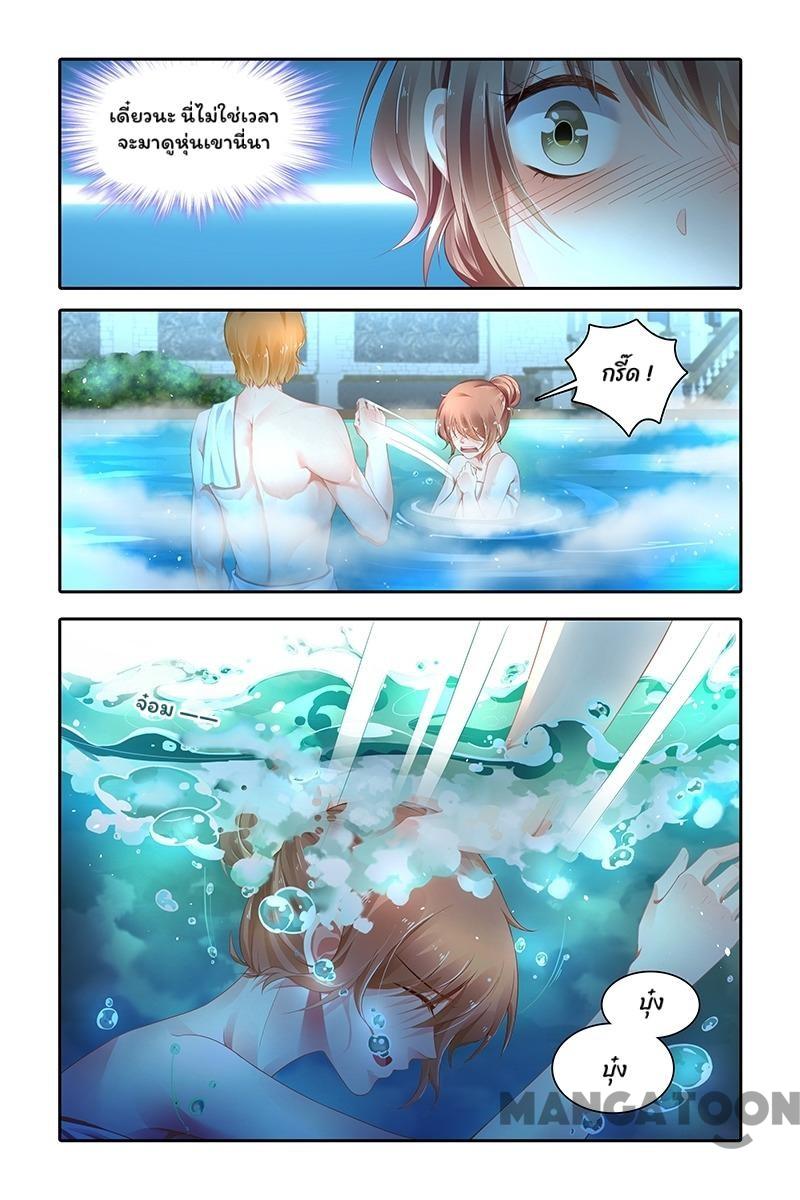 เดี๋ยวนะ นี่ไม่ใช่เวลา
จะมาดูหุ่นเขานี่นา
กรี๊ด !
จ๋อม ——
บุ๋ง
บุ๋ง
MANGATOON